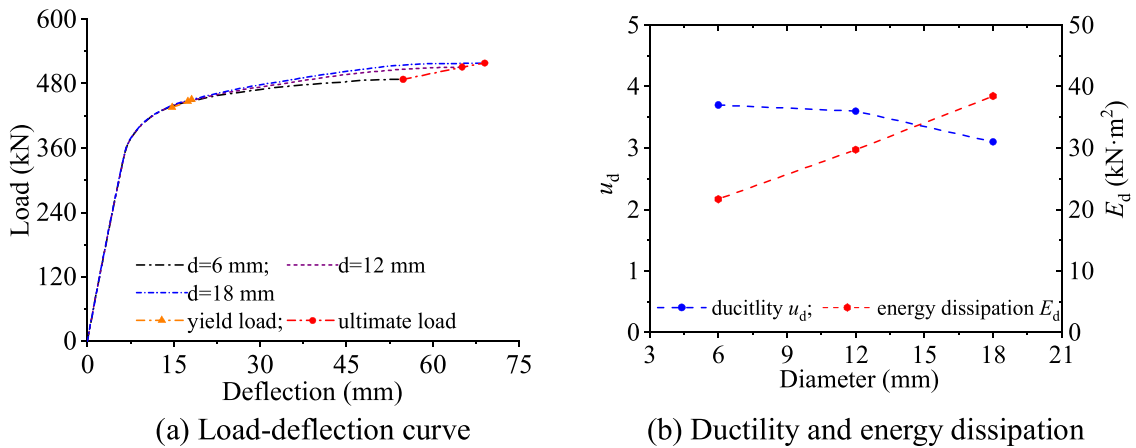 600
480
360
240
120
0
Load (kN)
d=6 mm;
d=12 mm
d=18 mm
yield load;
ultimate load
0
15
30
45
60
75
Deflection (mm)
(a) Load-deflection curve
5
4
3
2
1
0
u_d
50
40
30
20
10
0
E_d (kN·m²)
ducitlity u_d;
energy dissipation E_d
3
6
9
12
15
18
21
Diameter (mm)
(b) Ductility and energy dissipation